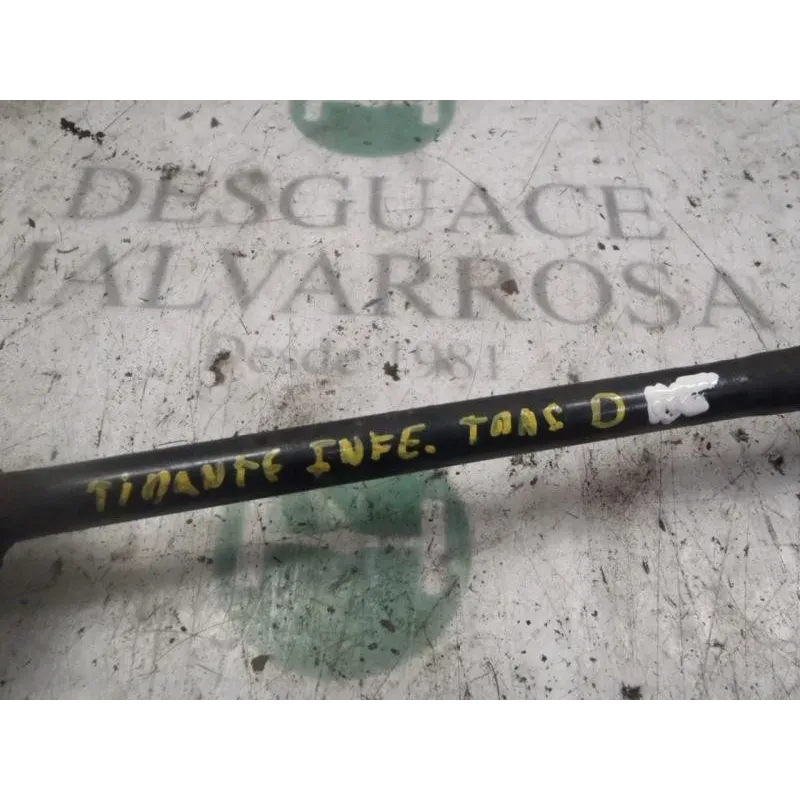 DESGUACE
MALVARROSA
Desde 1981
TIRANTE INFE. TRAS D